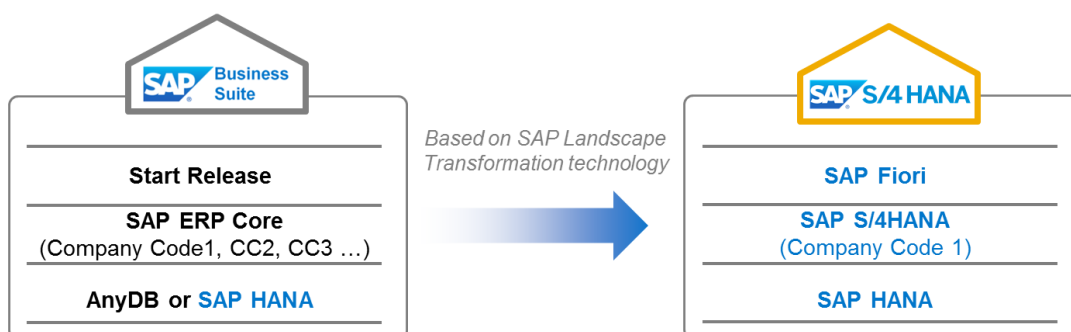 SAP Business
Suite
Start Release
SAP ERP Core
(Company Code1, CC2, CC3 ...)
AnyDB or SAP HANA
Based on SAP Landscape
Transformation technology
SAP S/4HANA
SAP Fiori
SAP S/4HANA
(Company Code 1)
SAP HANA